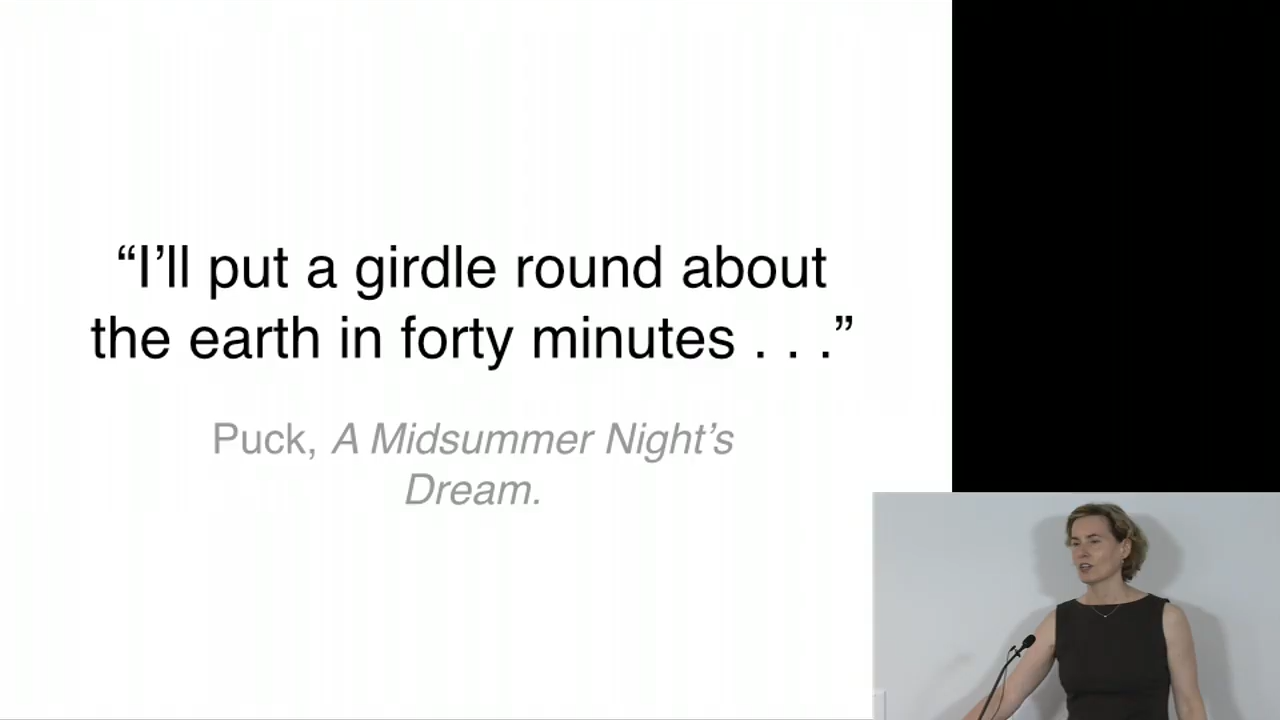 “I’ll put a girdle round about
the earth in forty minutes . . .”
Puck, A Midsummer Night’s
Dream.